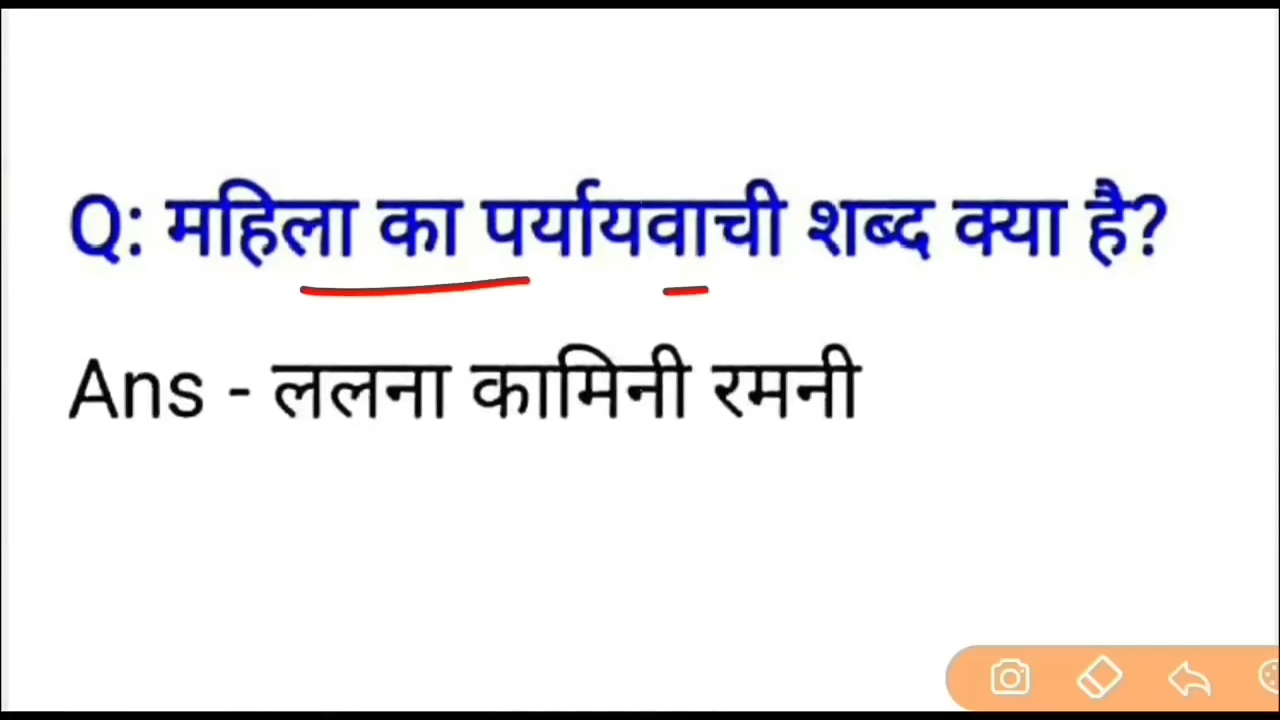 Q: महिला का पर्यायवाची शब्द क्या है?
Ans - ललना कामिनी रमनी